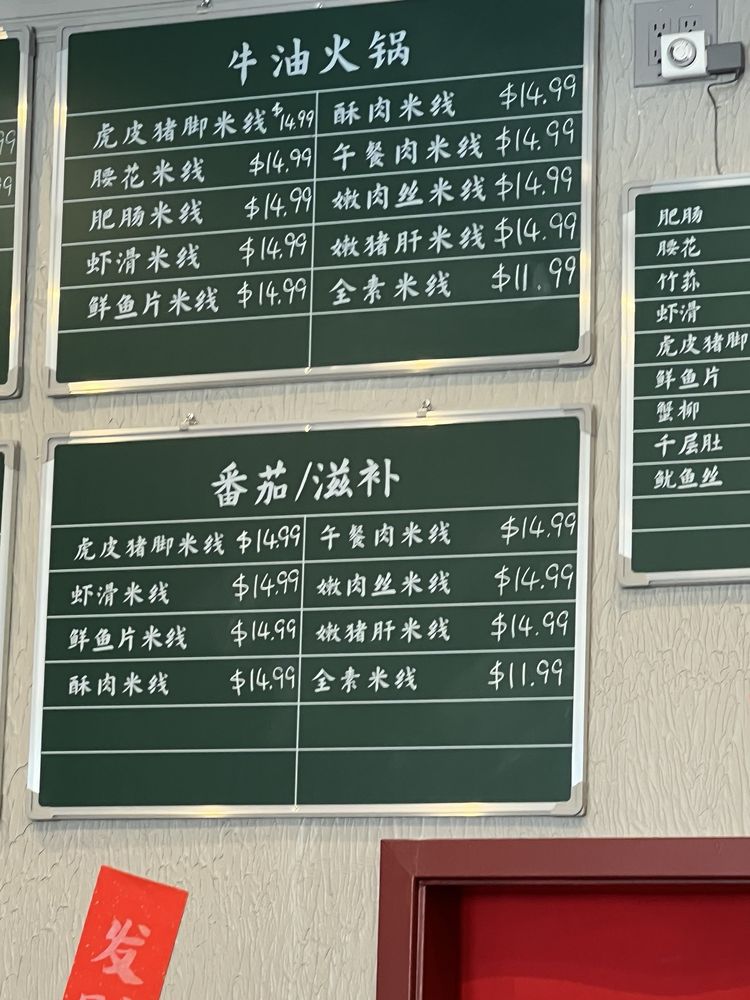 牛油火锅
虎皮猪脚米线 $14.99
腰花米线 $14.99
肥肠米线 $14.99
虾滑米线 $14.99
鲜鱼片米线 $14.99
酥肉米线 $14.99
午餐肉米线 $14.99
嫩肉丝米线 $14.99
嫩猪肝米线 $14.99
全素米线 $11.99
番茄/滋补
虎皮猪脚米线 $14.99
虾滑米线 $14.99
鲜鱼片米线 $14.99
酥肉米线 $14.99
午餐肉米线 $14.99
嫩肉丝米线 $14.99
嫩猪肝米线 $14.99
全素米线 $11.99
肥肠
腰花
竹荪
虾滑
虎皮猪脚
鲜鱼片
蟹柳
千层肚
鱿鱼丝
发